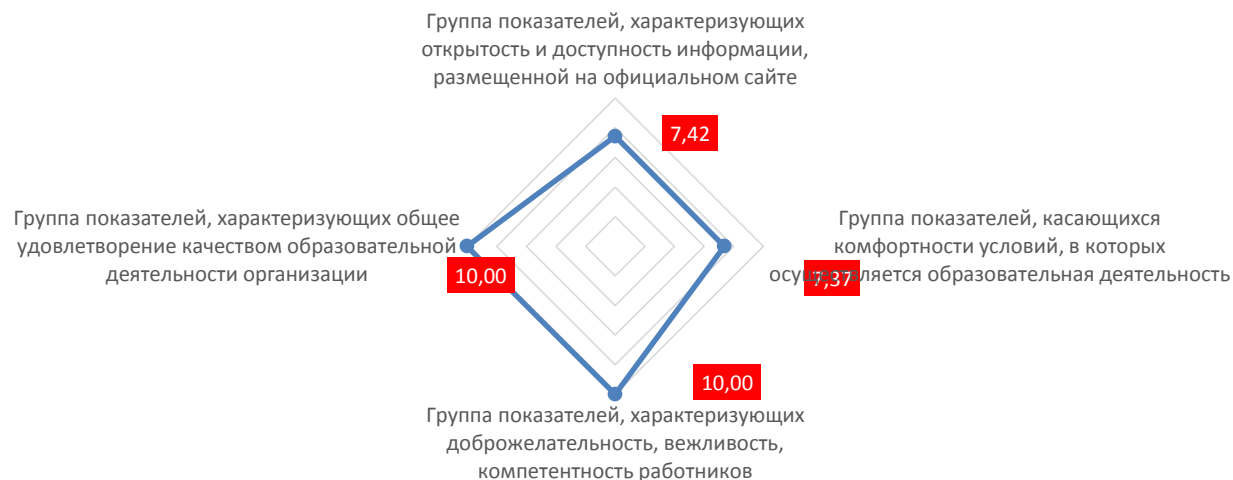 Группа показателей, характеризующих
открытость и доступность информации,
размещенной на официальном сайте
7,42
Группа показателей, характеризующих общее
удовлетворение качеством образовательной
деятельности организации
10,00
Группа показателей, касающихся
комфортности условий, в которых
осуществляется образовательная деятельность
7,37
10,00
Группа показателей, характеризующих
доброжелательность, вежливость,
компетентность работников